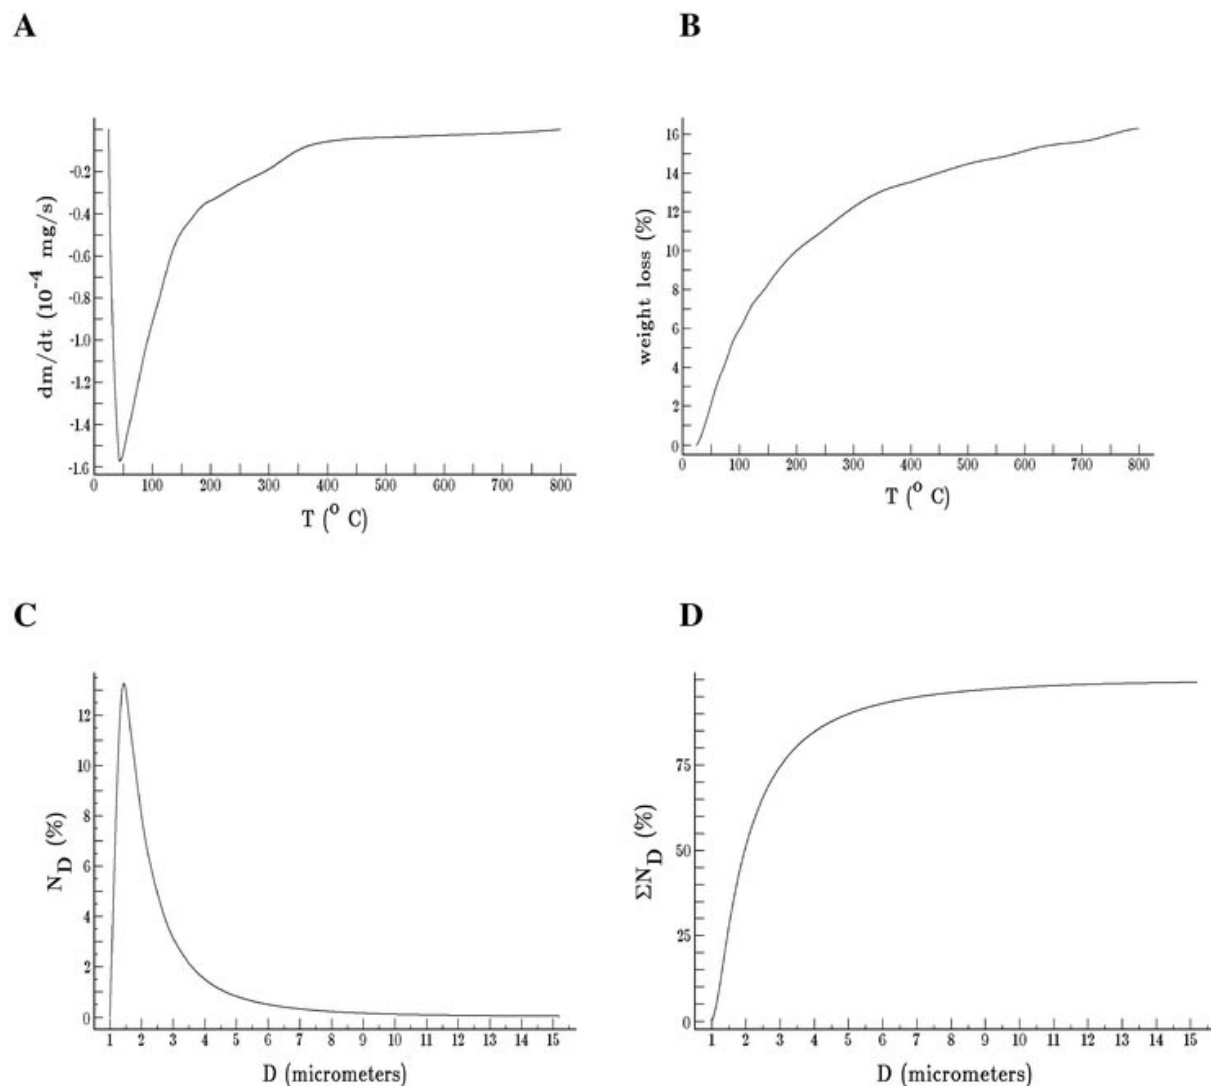 A
B
-0.2
-0.4
-0.6
-0.8
-1.0
-1.2
-1.4
-1.6
dm/dt (10⁻⁴ mg/s)
0 100 200 300 400 500 600 700 800
T (° C)
16
14
12
10
8
6
4
2
0
weight loss (%)
0 100 200 300 400 500 600 700 800
T (° C)
C
D
12
10
8
6
4
2
0
N_D (%)
1 2 3 4 5 6 7 8 9 10 11 12 13 14 15
D (micrometers)
75
50
25
0
ΣN_D (%)
1 2 3 4 5 6 7 8 9 10 11 12 13 14 15
D (micrometers)